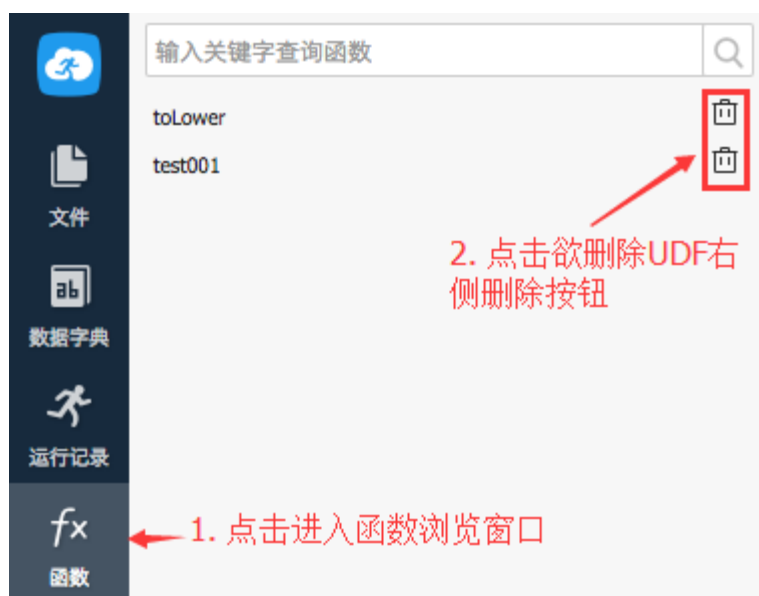 输入关键字查询函数
toLower
test001
文件
2. 点击欲删除UDF右
侧删除按钮
ab
数据字典
运行记录
1. 点击进入函数浏览窗口
fx
函数